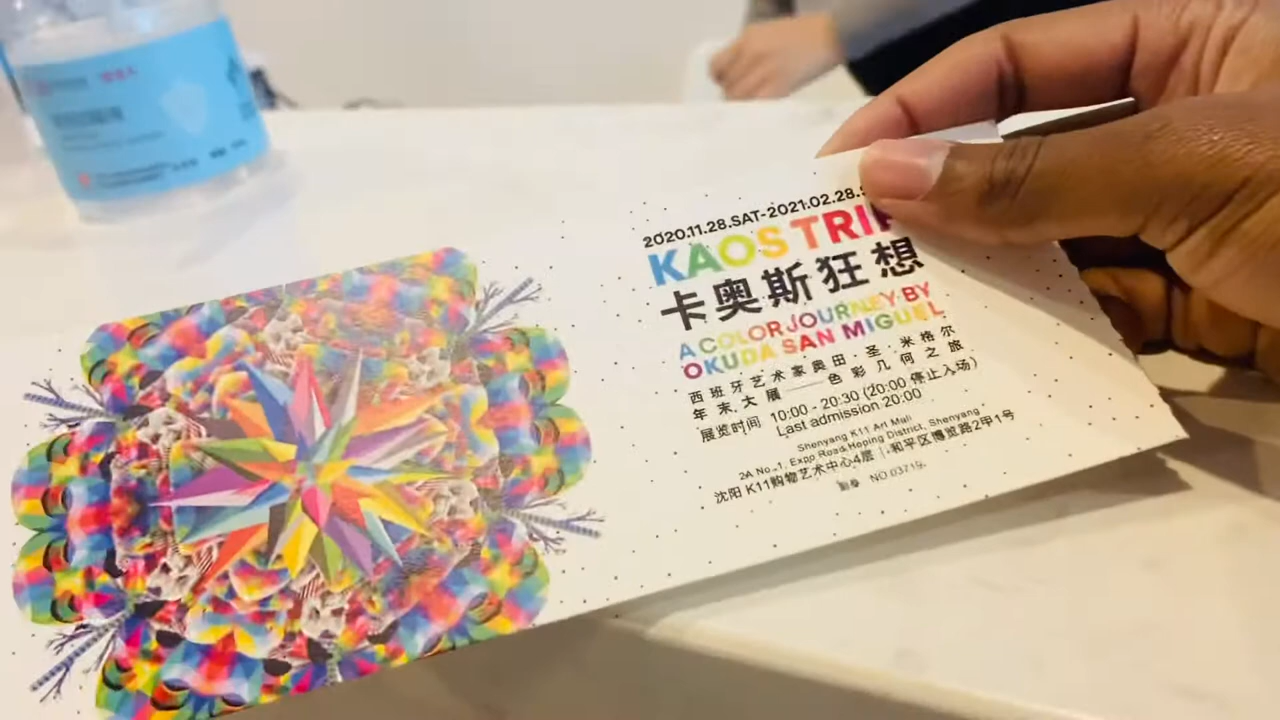 2020.11.28.SAT-2021.02.28.
KAOS TRIP
卡奥斯狂想
A COLOR JOURNEY BY
OKUDA SAN MIGUEL
西班牙艺术家奥田·圣·米格尔
年末大展——色彩几何之旅
展览时间 10:00 - 20:30 (20:00 停止入场)
Last admission 20:00
Shenyang K11 Art Mall
2A No.1, Expo Road, Heping District, Shenyang
沈阳 K11购物艺术中心4层 | 和平区博览路2甲1号
副券 NO.03719